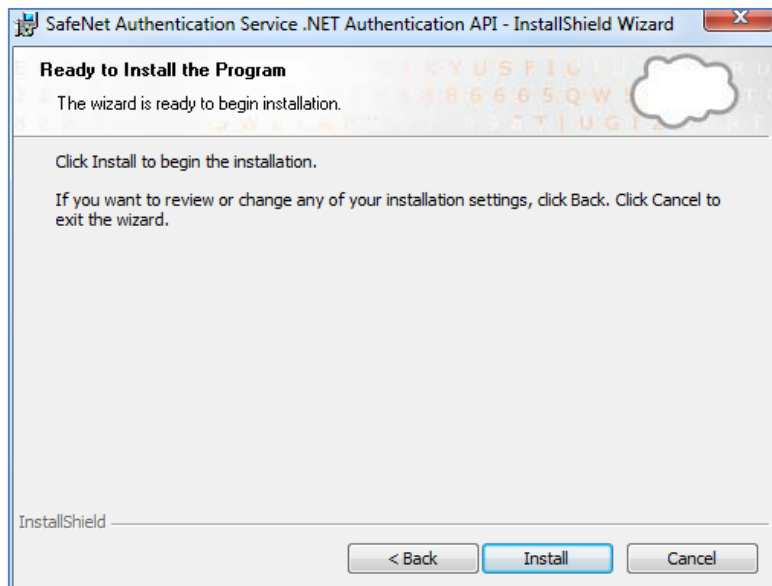 SafeNet Authentication Service .NET Authentication API - InstallShield Wizard
Ready to Install the Program
The wizard is ready to begin installation.
Click Install to begin the installation.
If you want to review or change any of your installation settings, click Back. Click Cancel to
exit the wizard.
InstallShield
< Back
Install
Cancel